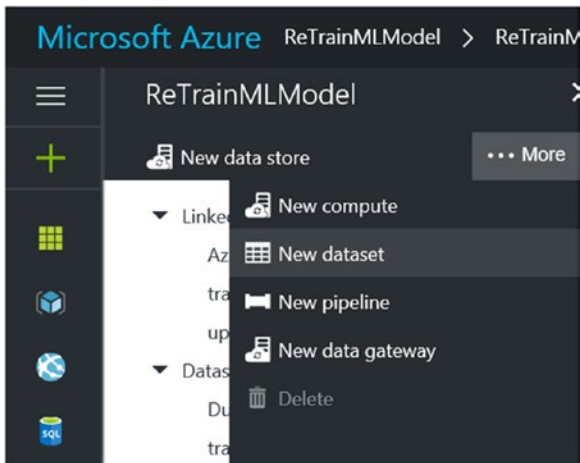 Microsoft Azure ReTrainMLModel > ReTrainM
ReTrainMLModel
New data store ••• More
Linke
New compute
Az
New dataset
tra
New pipeline
up
New data gateway
Datas
Du
Delete
tra
SQL